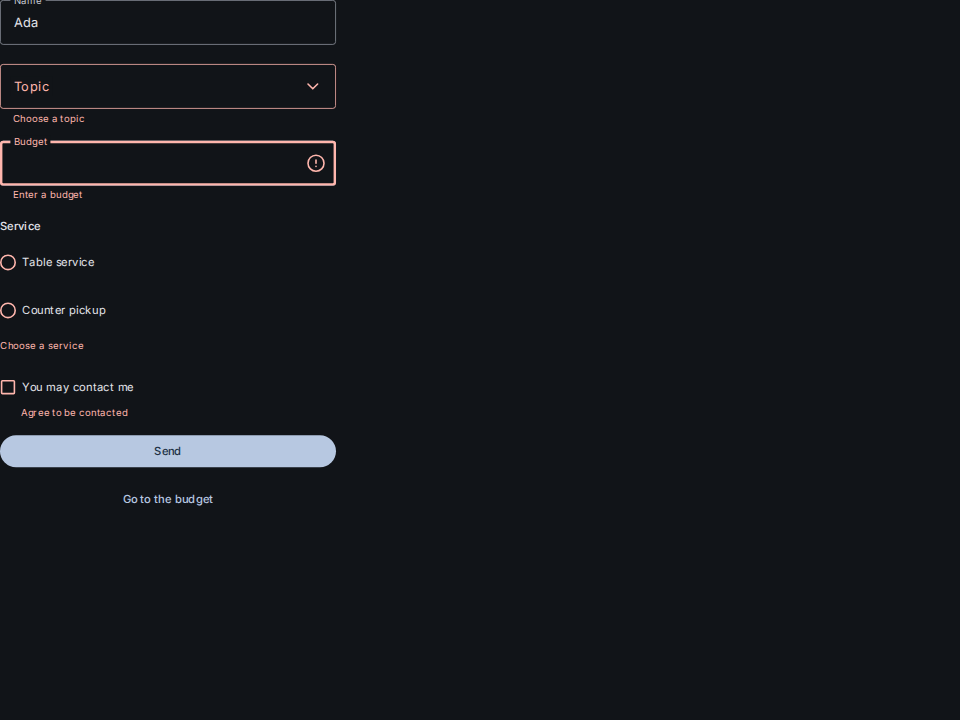 Name
Ada
Topic
Choose a topic
Budget
Enter a budget
Service
Table service
Counter pickup
Choose a service
You may contact me
Agree to be contacted
Send
Go to the budget